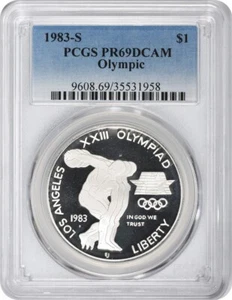 1983-S $1
PCGS PR69DCAM
Olympic
9608.69/35531958
LOS ANGELES XXIII OLYMPIAD
1983
IN GOD WE
TRUST
LIBERTY